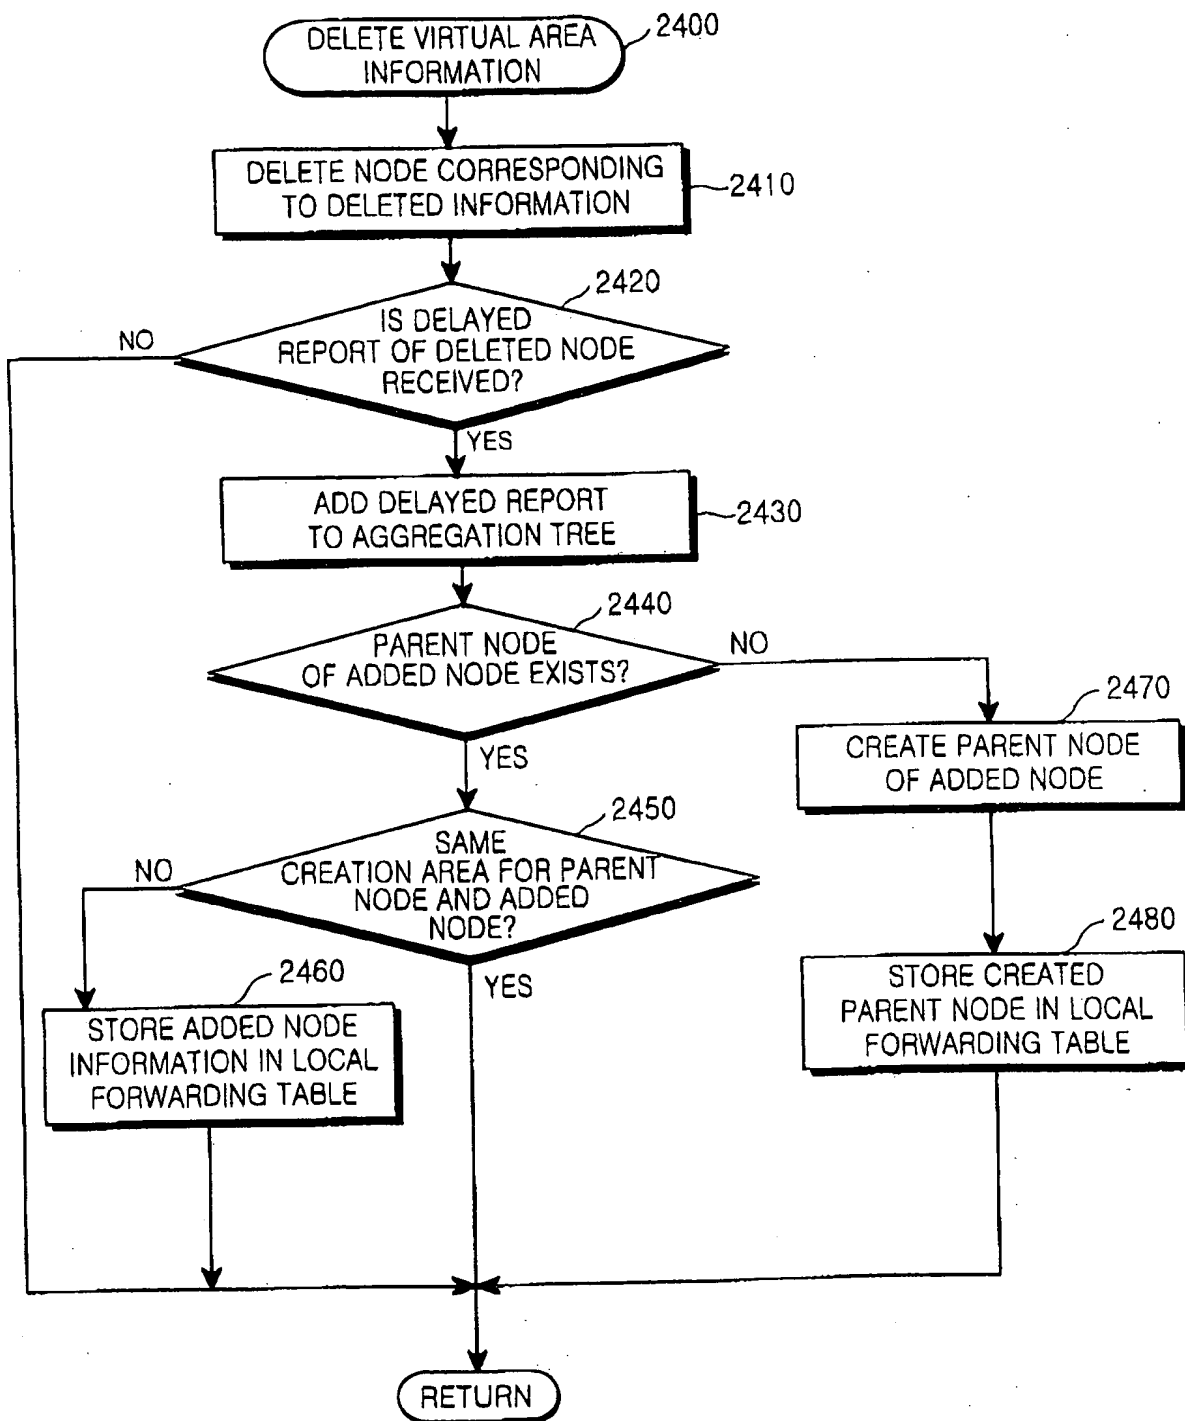 DELETE VIRTUAL AREA
INFORMATION
2400
DELETE NODE CORRESPONDING
TO DELETED INFORMATION
2410
2420
IS DELAYED
REPORT OF DELETED NODE
RECEIVED?
NO
YES
ADD DELAYED REPORT
TO AGGREGATION TREE
2430
2440
PARENT NODE
OF ADDED NODE EXISTS?
NO
YES
2470
CREATE PARENT NODE
OF ADDED NODE
2450
SAME
CREATION AREA FOR PARENT
NODE AND ADDED
NODE?
NO
YES
2460
STORE ADDED NODE
INFORMATION IN LOCAL
FORWARDING TABLE
2480
STORE CREATED
PARENT NODE IN LOCAL
FORWARDING TABLE
RETURN